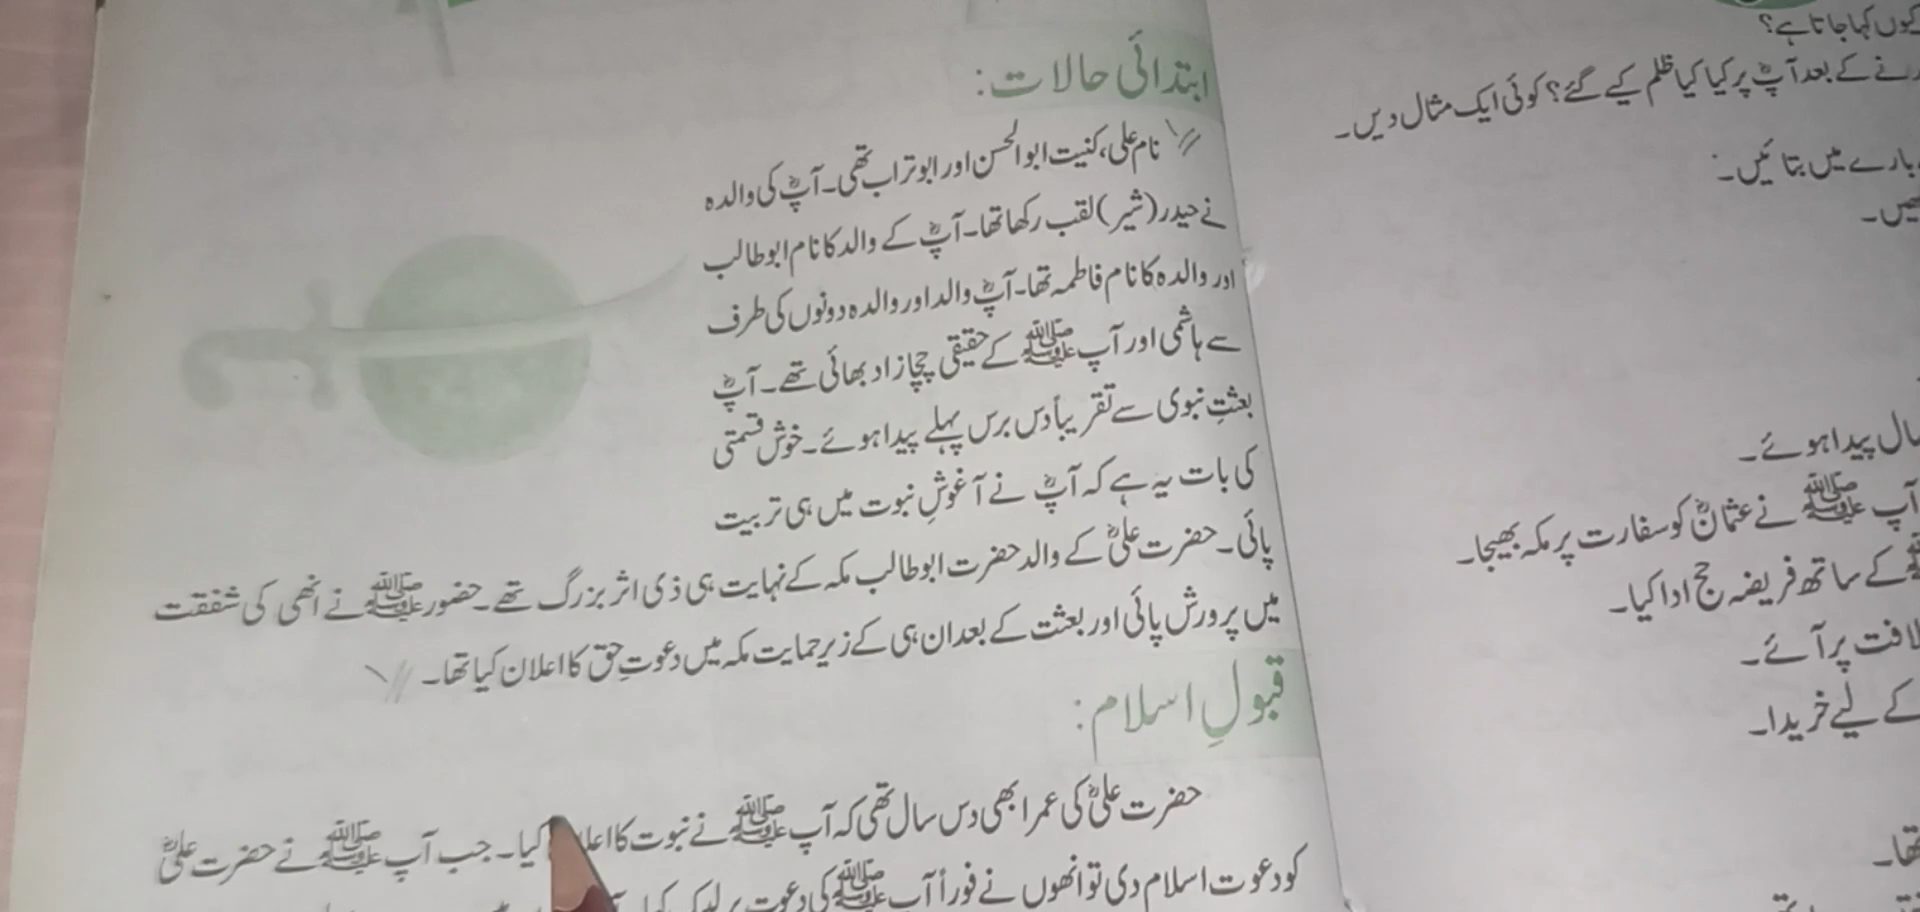 ابتدائی حالات:
نام علی، کنیت ابوالحسن اور ابوتراب تھی۔ آپؓ کی والدہ
نے حیدر (شیر) لقب رکھا تھا۔ آپؓ کے والد کا نام ابوطالب
اور والدہ کا نام فاطمہ تھا۔ آپؓ والد اور والدہ دونوں کی طرف
سے ہاشمی اور آپ ﷺ کے حقیقی چچا زاد بھائی تھے۔ آپؓ
بعثتِ نبوی سے تقریباً دس برس پہلے پیدا ہوئے۔ خوش قسمتی
کی بات یہ ہے کہ آپؓ نے آغوشِ نبوت میں ہی تربیت
پائی۔ حضرت علیؓ کے والد حضرت ابوطالب مکہ کے نہایت ہی ذی اثر بزرگ تھے۔ حضور ﷺ نے انھی کی شفقت
میں پرورش پائی اور بعثت کے بعد ان ہی کے زیرِ حمایت مکہ میں دعوتِ حق کا اعلان کیا تھا۔
قبولِ اسلام:
حضرت علیؓ کی عمر ابھی دس سال تھی کہ آپ ﷺ نے نبوت کا اعلان کیا۔ جب آپ ﷺ نے حضرت علیؓ
کو دعوت اسلام دی تو انھوں نے فوراً آپ ﷺ کی دعوت پر لبیک کہا۔
کیوں کہا جاتا ہے؟
کے بعد آپؓ پر کیا کیا ظلم کیے گئے؟ کوئی ایک مثال دیں۔
بارے میں بتائیں۔
پیدا ہوئے۔
آپ ﷺ نے عثمانؓ کو سفارت پر مکہ بھیجا۔
کے ساتھ فریضہ حج ادا کیا۔
پر آئے۔
کے لیے خریدا۔
تھا۔